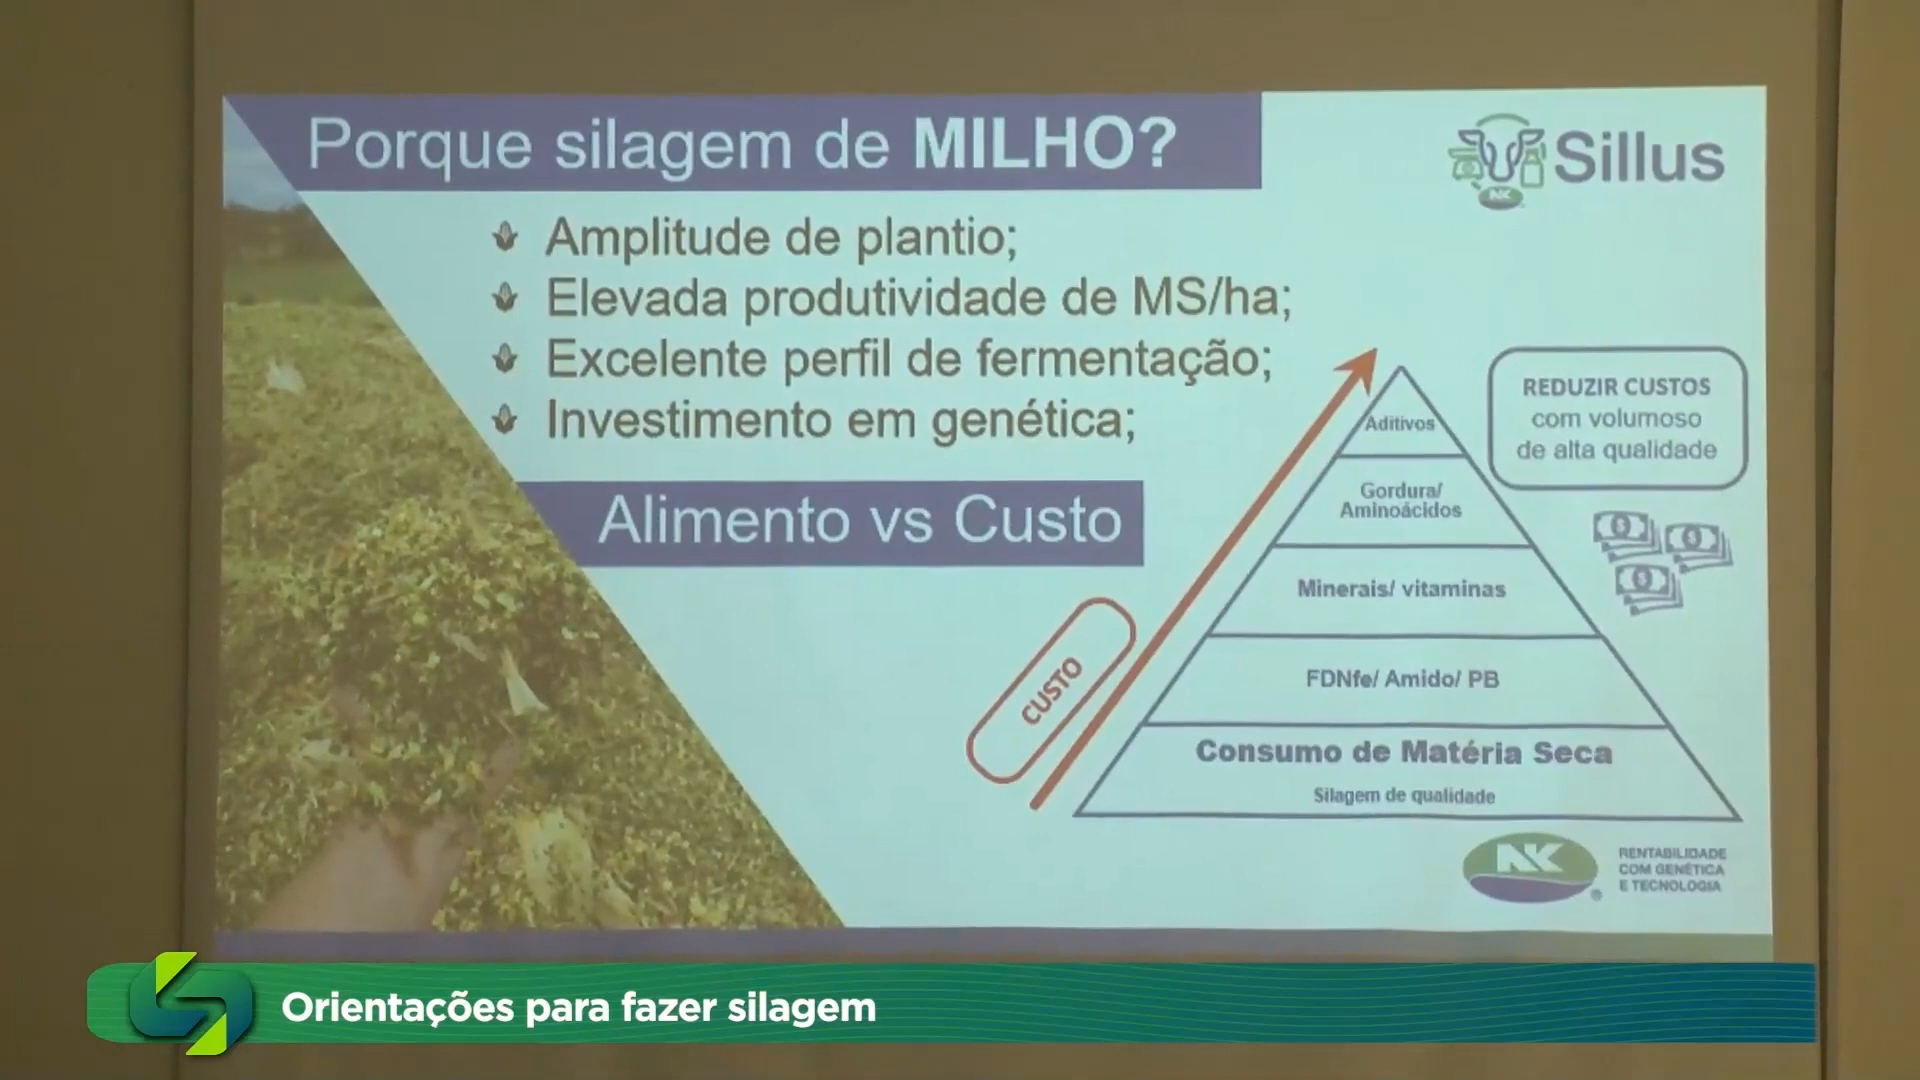 Porque silagem de MILHO?
Sillus
NK
Amplitude de plantio;
Elevada produtividade de MS/ha;
Excelente perfil de fermentação;
Investimento em genética;
REDUZIR CUSTOS
com volumoso
de alta qualidade
Alimento vs Custo
CUSTO
Aditivos
Gordura/
Aminoácidos
Minerais/ vitaminas
FDNfe/ Amido/ PB
Consumo de Matéria Seca
Silagem de qualidade
NK
RENTABILIDADE
COM GENÉTICA
E TECNOLOGIA
Orientações para fazer silagem